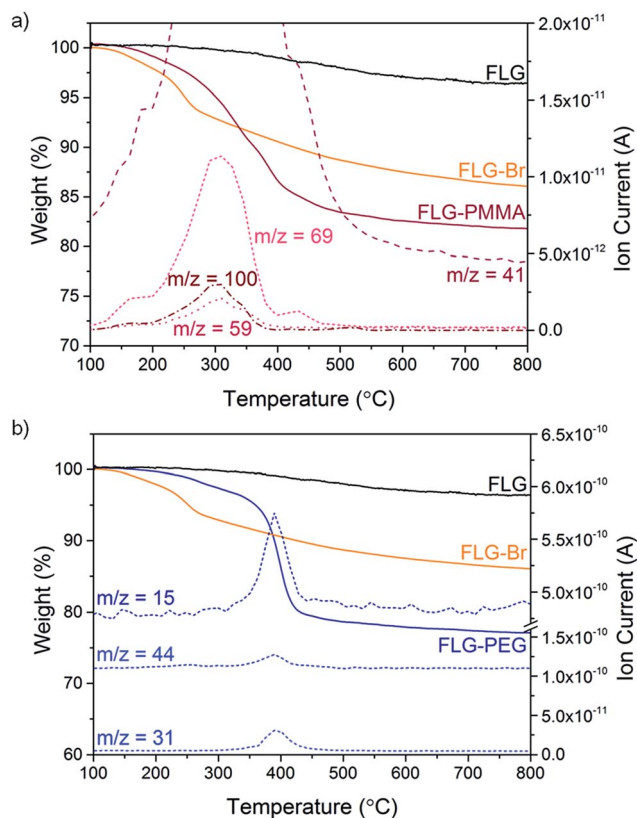 a)
Weight (%)
100
95
90
85
80
75
70
2.0x10⁻¹¹
1.5x10⁻¹¹
1.0x10⁻¹¹
5.0x10⁻¹²
0.0
Ion Current (A)
FLG
FLG-Br
FLG-PMMA
m/z = 69
m/z = 41
m/z = 100
m/z = 59
100 200 300 400 500 600 700 800
Temperature (°C)
b)
Weight (%)
100
90
80
70
60
6.5x10⁻¹⁰
6.0x10⁻¹⁰
5.5x10⁻¹⁰
5.0x10⁻¹⁰
1.5x10⁻¹⁰
1.0x10⁻¹⁰
5.0x10⁻¹¹
0.0
Ion Current (A)
FLG
FLG-Br
m/z = 15
FLG-PEG
m/z = 44
m/z = 31
100 200 300 400 500 600 700 800
Temperature (°C)